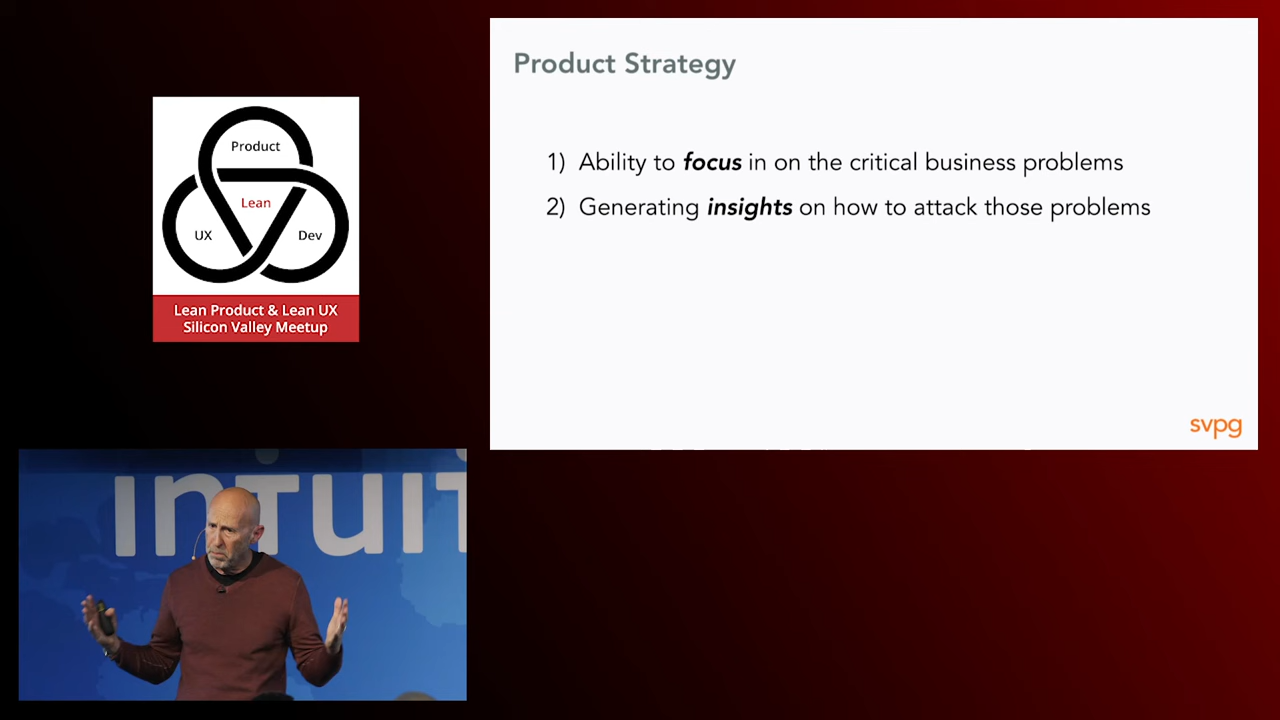 Product
Lean
UX
Dev
Lean Product & Lean UX
Silicon Valley Meetup
Product Strategy
1) Ability to focus in on the critical business problems
2) Generating insights on how to attack those problems
svpg
intuit